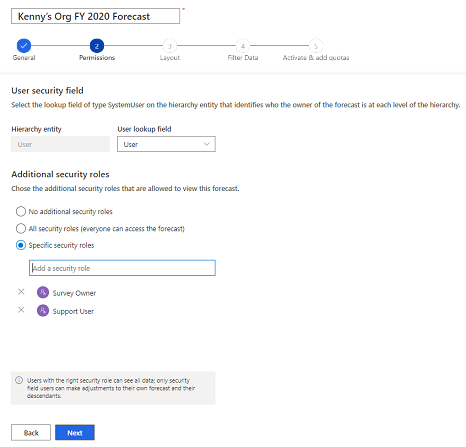 Kenny's Org FY 2020 Forecast *
2 3 4 5
General Permissions Layout Filter Data Activate & add quotas
User security field
Select the lookup field of type SystemUser on the hierarchy entity that identifies who the owner of the forecast is at each level of the hierarchy.
Hierarchy entity User lookup field
User User
Additional security roles
Chose the additional security roles that are allowed to view this forecast.
No additional security roles
All security roles (everyone can access the forecast)
Specific security roles
Add a security role
Survey Owner
Support User
Users with the right security role can see all data; only security
field users can make adjustments to their own forecast and their
descendants.
Back Next